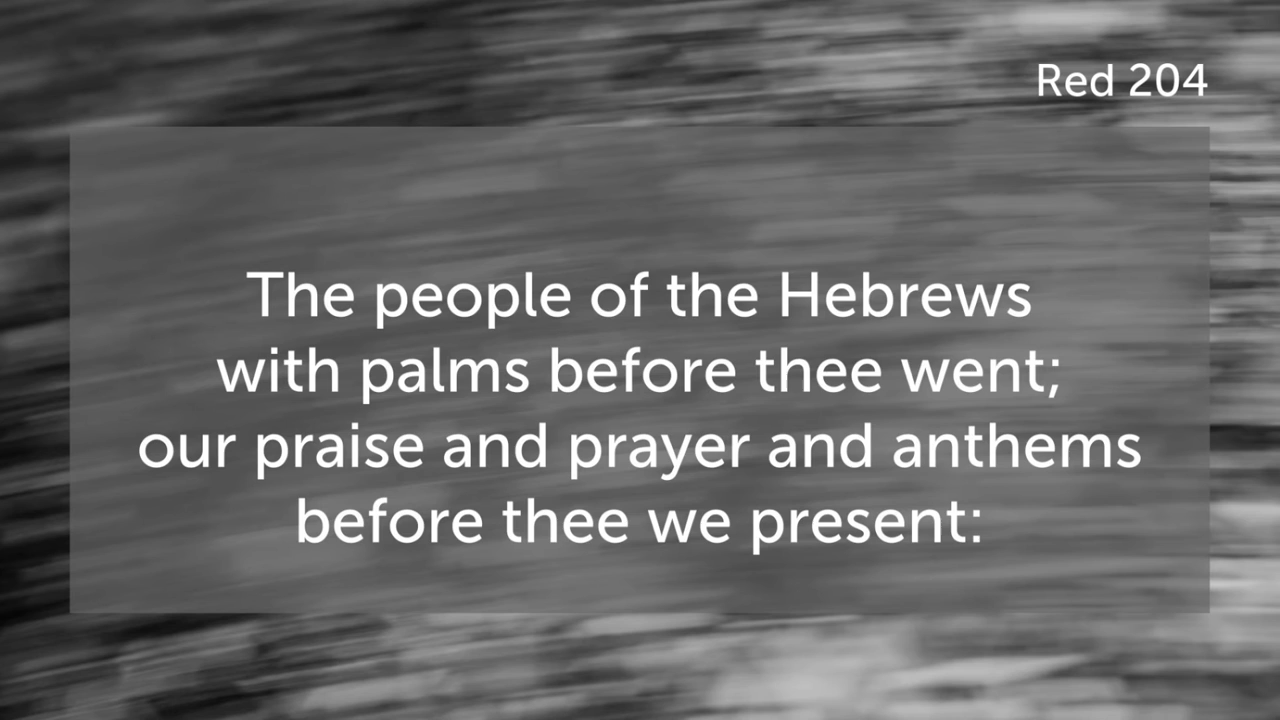 Red 204
The people of the Hebrews
with palms before thee went;
our praise and prayer and anthems
before thee we present: